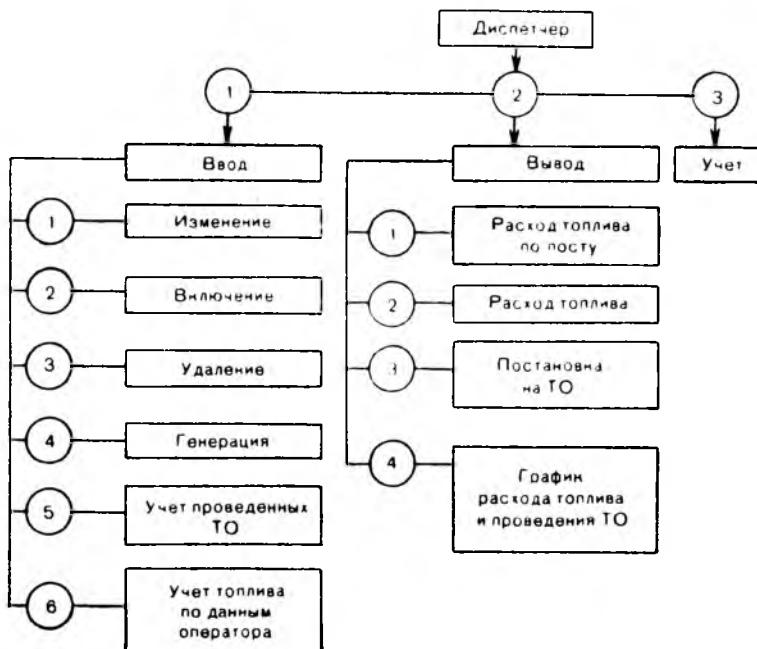 Диспетчер
1
2
3
Ввод
Вывод
Учет
1
Изменение
2
Включение
3
Удаление
4
Генерация
5
Учет проведенных
ТО
6
Учет топлива
по данным
оператора
1
Расход топлива
по посту
2
Расход топлива
3
Постановка
на ТО
4
График
расхода топлива
и проведения ТО